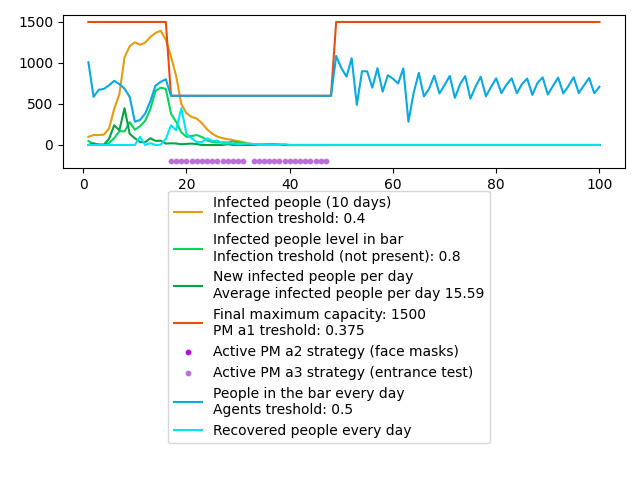 1500
1000
500
0
0
20
40
60
80
100
Infected people (10 days)
Infection treshold: 0.4
Infected people level in bar
Infection treshold (not present): 0.8
New infected people per day
Average infected people per day 15.59
Final maximum capacity: 1500
PM a1 treshold: 0.375
Active PM a2 strategy (face masks)
Active PM a3 strategy (entrance test)
People in the bar every day
Agents treshold: 0.5
Recovered people every day